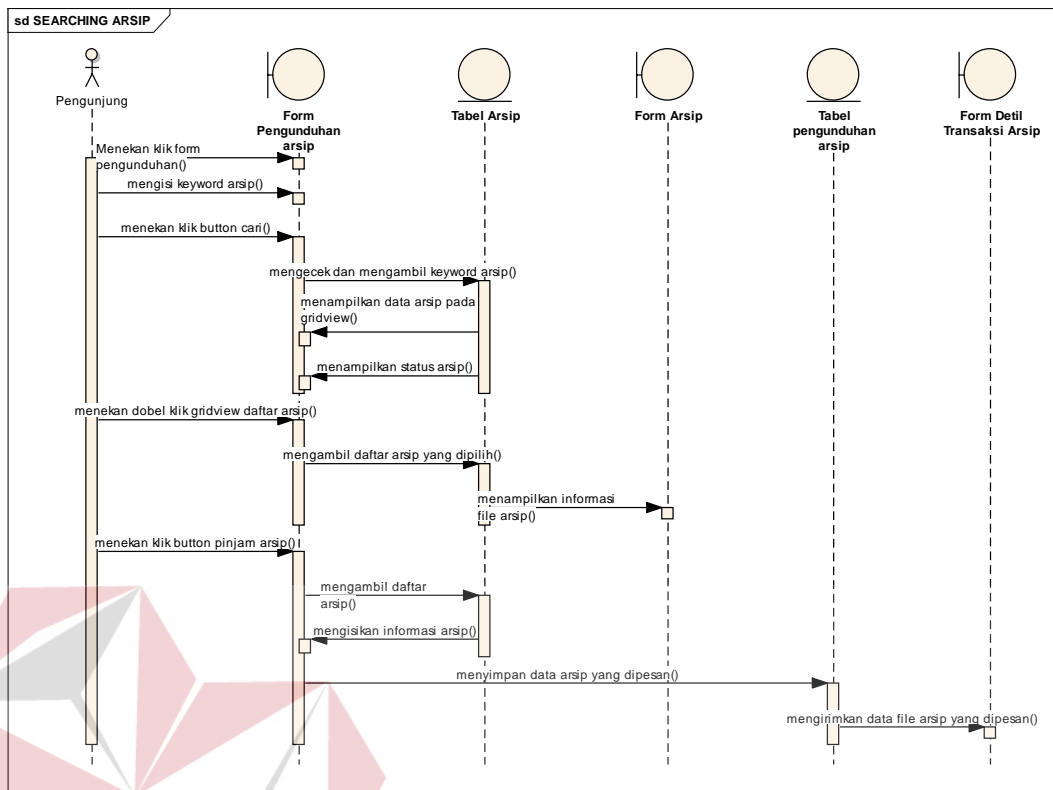 sd SEARCHING ARSIP
Pengunjung
Form
Pengunduhan
arsip
Tabel Arsip
Form Arsip
Tabel
pengunduhan
arsip
Form Detil
Transaksi Arsip
Menekan klik form
pengunduhan()
mengisi keyword arsip()
menekan klik button cari()
mengecek dan mengambil keyword arsip()
menampilkan data arsip pada
gridview()
menampilkan status arsip()
menekan dobel klik gridview daftar arsip()
mengambil daftar arsip yang dipilih()
menampilkan informasi
file arsip()
menekan klik button pinjam arsip()
mengambil daftar
arsip()
mengisikan informasi arsip()
menyimpan data arsip yang dipesan()
mengirimkan data file arsip yang dipesan()